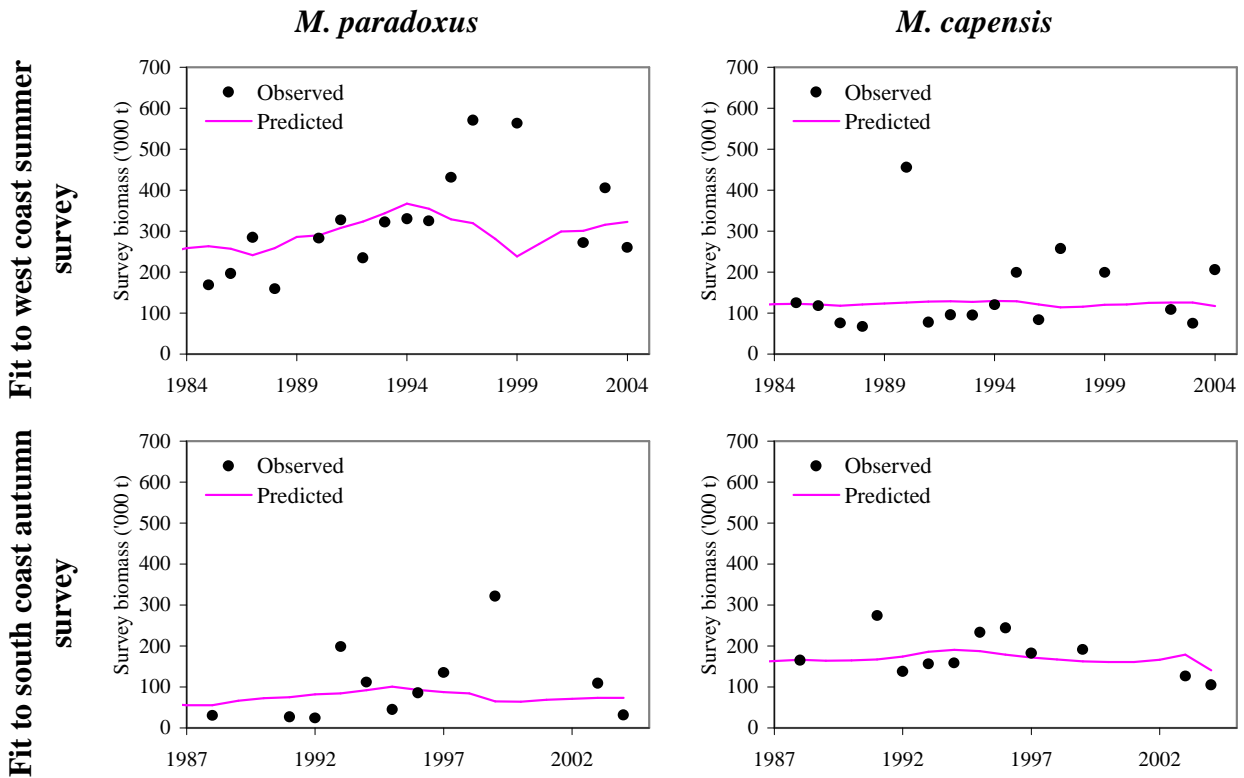 M. paradoxus
M. capensis
Fit to west coast summer
survey
Survey biomass ('000 t)
700
600
500
400
300
200
100
0
Observed
Predicted
1984 1989 1994 1999 2004
Survey biomass ('000 t)
700
600
500
400
300
200
100
0
Observed
Predicted
1984 1989 1994 1999 2004
Fit to south coast autumn
survey
Survey biomass ('000 t)
700
600
500
400
300
200
100
0
Observed
Predicted
1987 1992 1997 2002
Survey biomass ('000 t)
700
600
500
400
300
200
100
0
Observed
Predicted
1987 1992 1997 2002